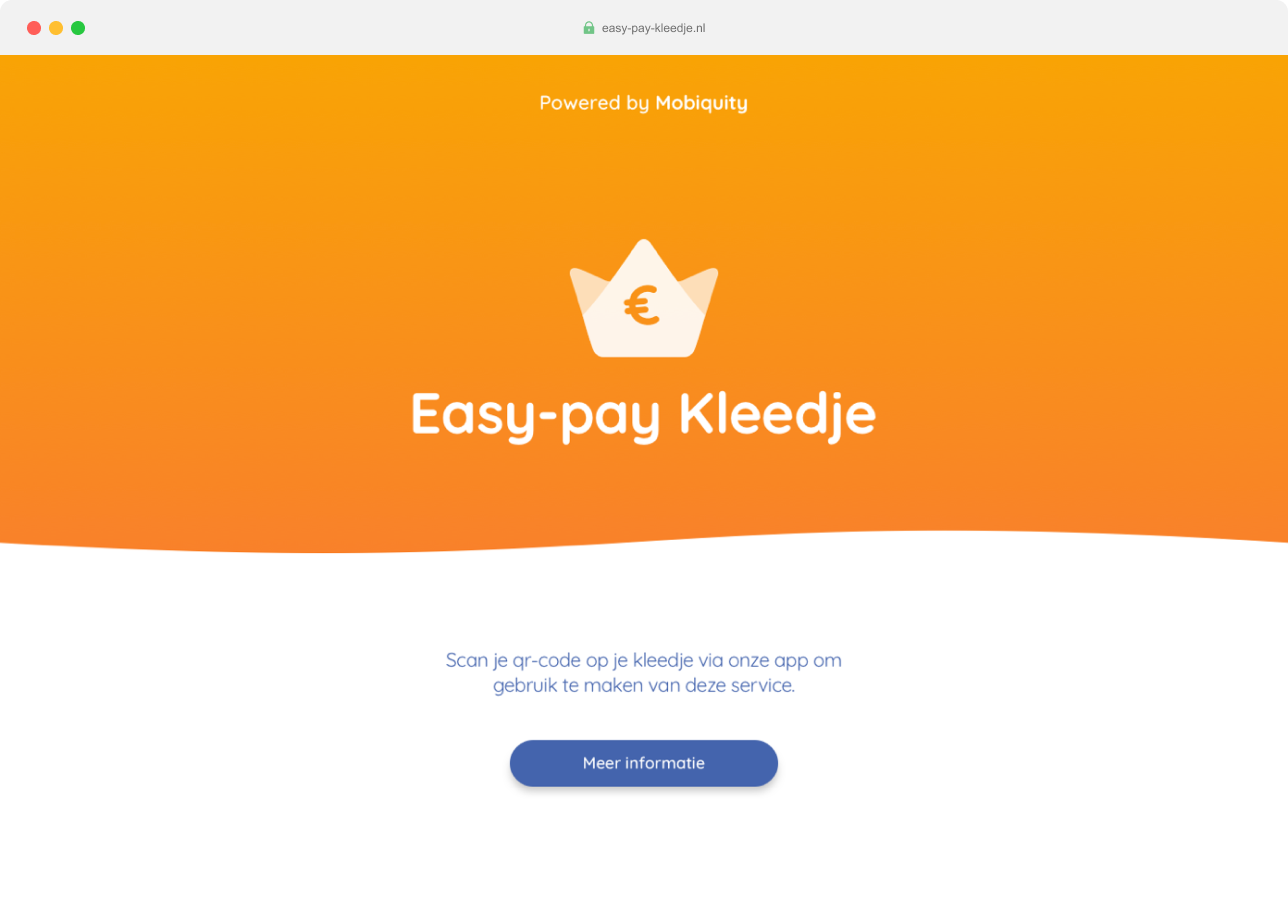 easy-pay-kleedje.nl
Powered by Mobiquity
€
Easy-pay Kleedje
Scan je qr-code op je kleedje via onze app om
gebruik te maken van deze service.
Meer informatie